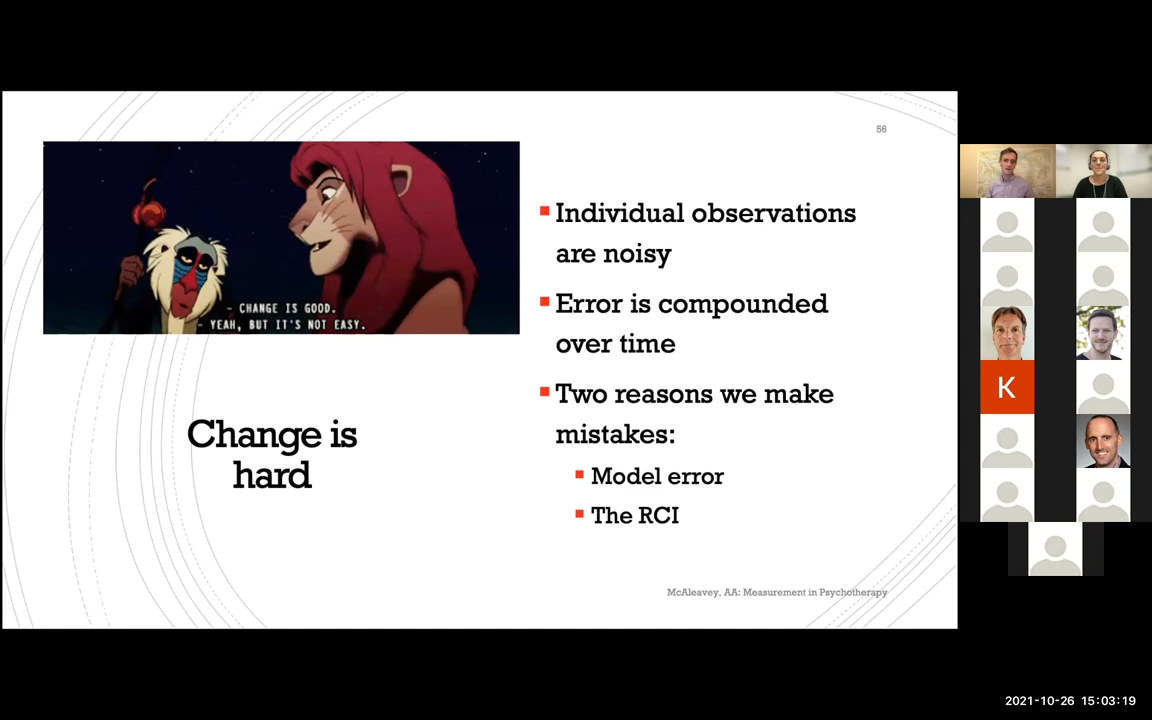 56
- CHANGE IS GOOD.
- YEAH, BUT IT'S NOT EASY.
Change is
hard
Individual observations
are noisy
Error is compounded
over time
Two reasons we make
mistakes:
Model error
The RCI
McAleavey, AA: Measurement in Psychotherapy
K
2021-10-26 15:03:19